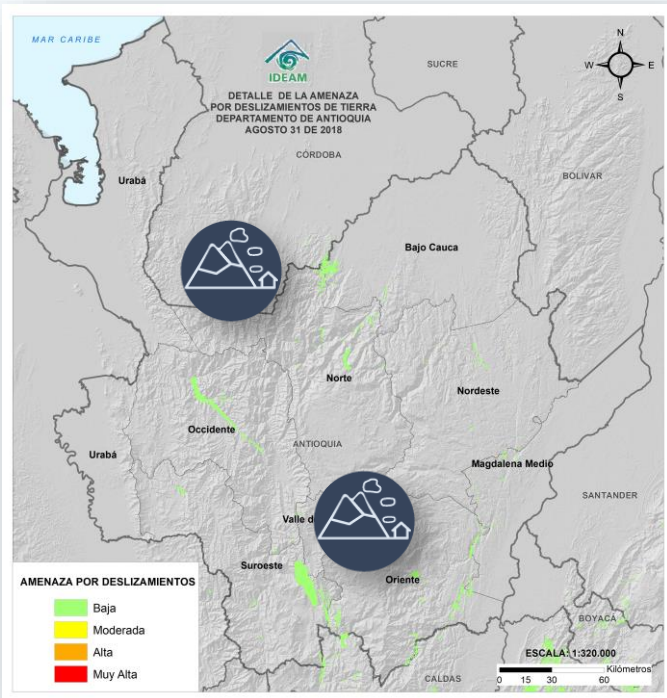 MAR CARIBE
IDEAM
DETALLE DE LA AMENAZA
POR DESLIZAMIENTOS DE TIERRA
DEPARTAMENTO DE ANTIOQUIA
AGOSTO 31 DE 2018
N
W E
S
SUCRE
CÓRDOBA
BOLIVAR
Urabá
Bajo Cauca
Norte
Nordeste
Occidente
ANTIOQUIA
Urabá
Magdalena Medio
SANTANDER
Valle d
Suroeste
Oriente
AMENAZA POR DESLIZAMIENTOS
Baja
Moderada
Alta
Muy Alta
BOYACA
ESCALA: 1:320.000
Kilómetros
0 15 30 60
CALDAS